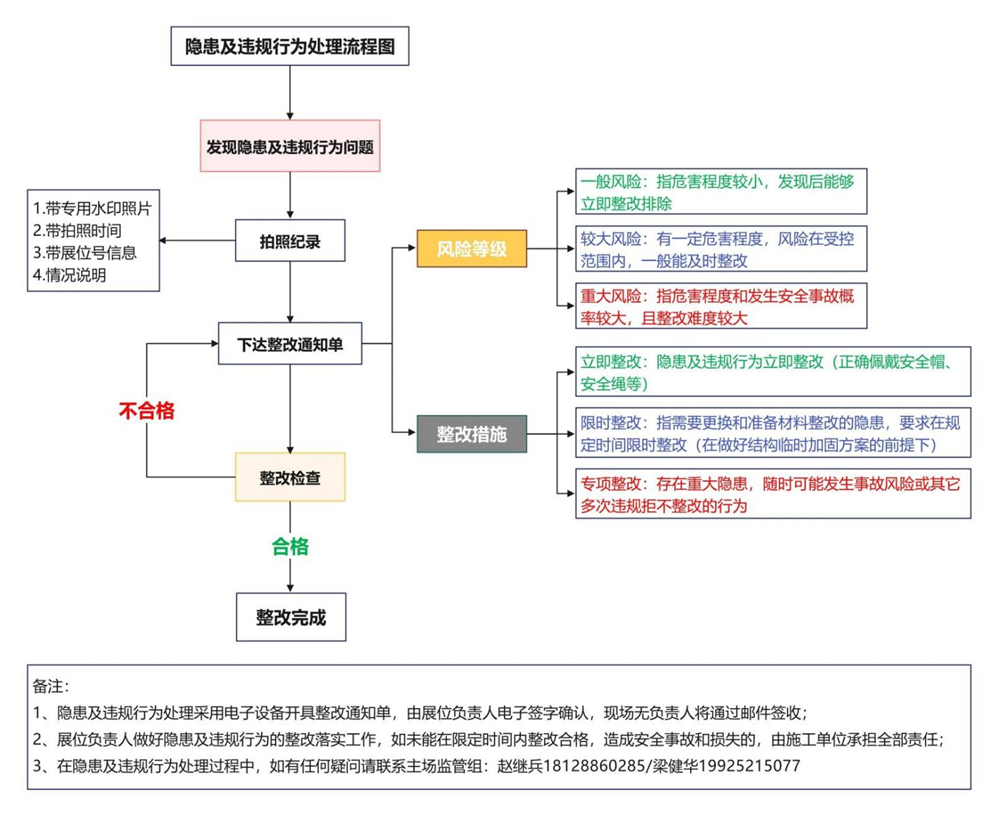 隐患及违规行为处理流程图
发现隐患及违规行为问题
1.带专用水印照片
2.带拍照时间
3.带展位号信息
4.情况说明
拍照纪录
下达整改通知单
不合格
整改检查
合格
整改完成
风险等级
一般风险：指危害程度较小，发现后能够
立即整改排除
较大风险：有一定危害程度，风险在受控
范围内，一般能及时整改
重大风险：指危害程度和发生安全事故概
率较大，且整改难度较大
整改措施
立即整改：隐患及违规行为立即整改（正确佩戴安全帽、
安全绳等）
限时整改：指需要更换和准备材料整改的隐患，要求在规
定时间限时整改（在做好结构临时加固方案的前提下）
专项整改：存在重大隐患，随时可能发生事故风险或其它
多次违规拒不整改的行为
备注：
1、隐患及违规行为处理采用电子设备开具整改通知单，由展位负责人电子签字确认，现场无负责人将通过邮件签收；
2、展位负责人做好隐患及违规行为的整改落实工作，如未能在限定时间内整改合格，造成安全事故和损失的，由施工单位承担全部责任；
3、在隐患及违规行为处理过程中，如有任何疑问请联系主场监管组：赵继兵18128860285/梁健华19925215077